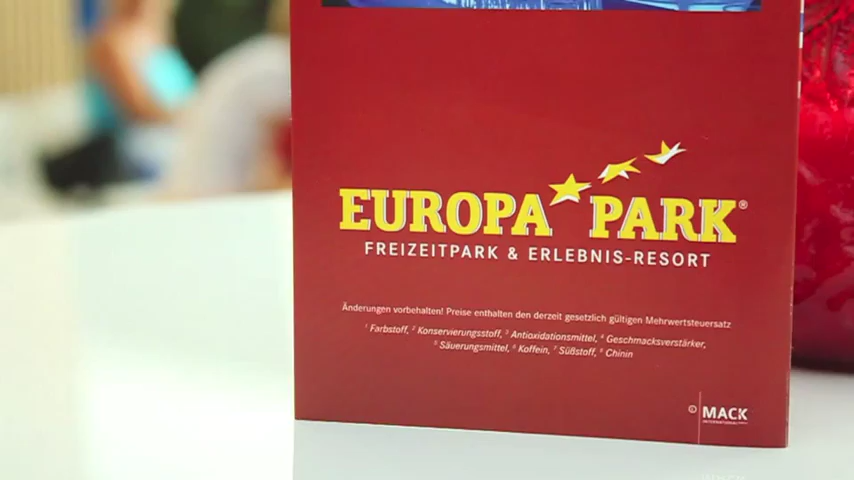 EUROPA PARK®
FREIZEITPARK & ERLEBNIS-RESORT
Änderungen vorbehalten! Preise enthalten den derzeit gesetzlich gültigen Mehrwertsteuersatz
¹ Farbstoff, ² Konservierungsstoff, ³ Antioxidationsmittel, ⁴ Geschmacksverstärker,
⁵ Säuerungsmittel, ⁶ Koffein, ⁷ Süßstoff, ⁸ Chinin
© MACK
INTERNATIONAL